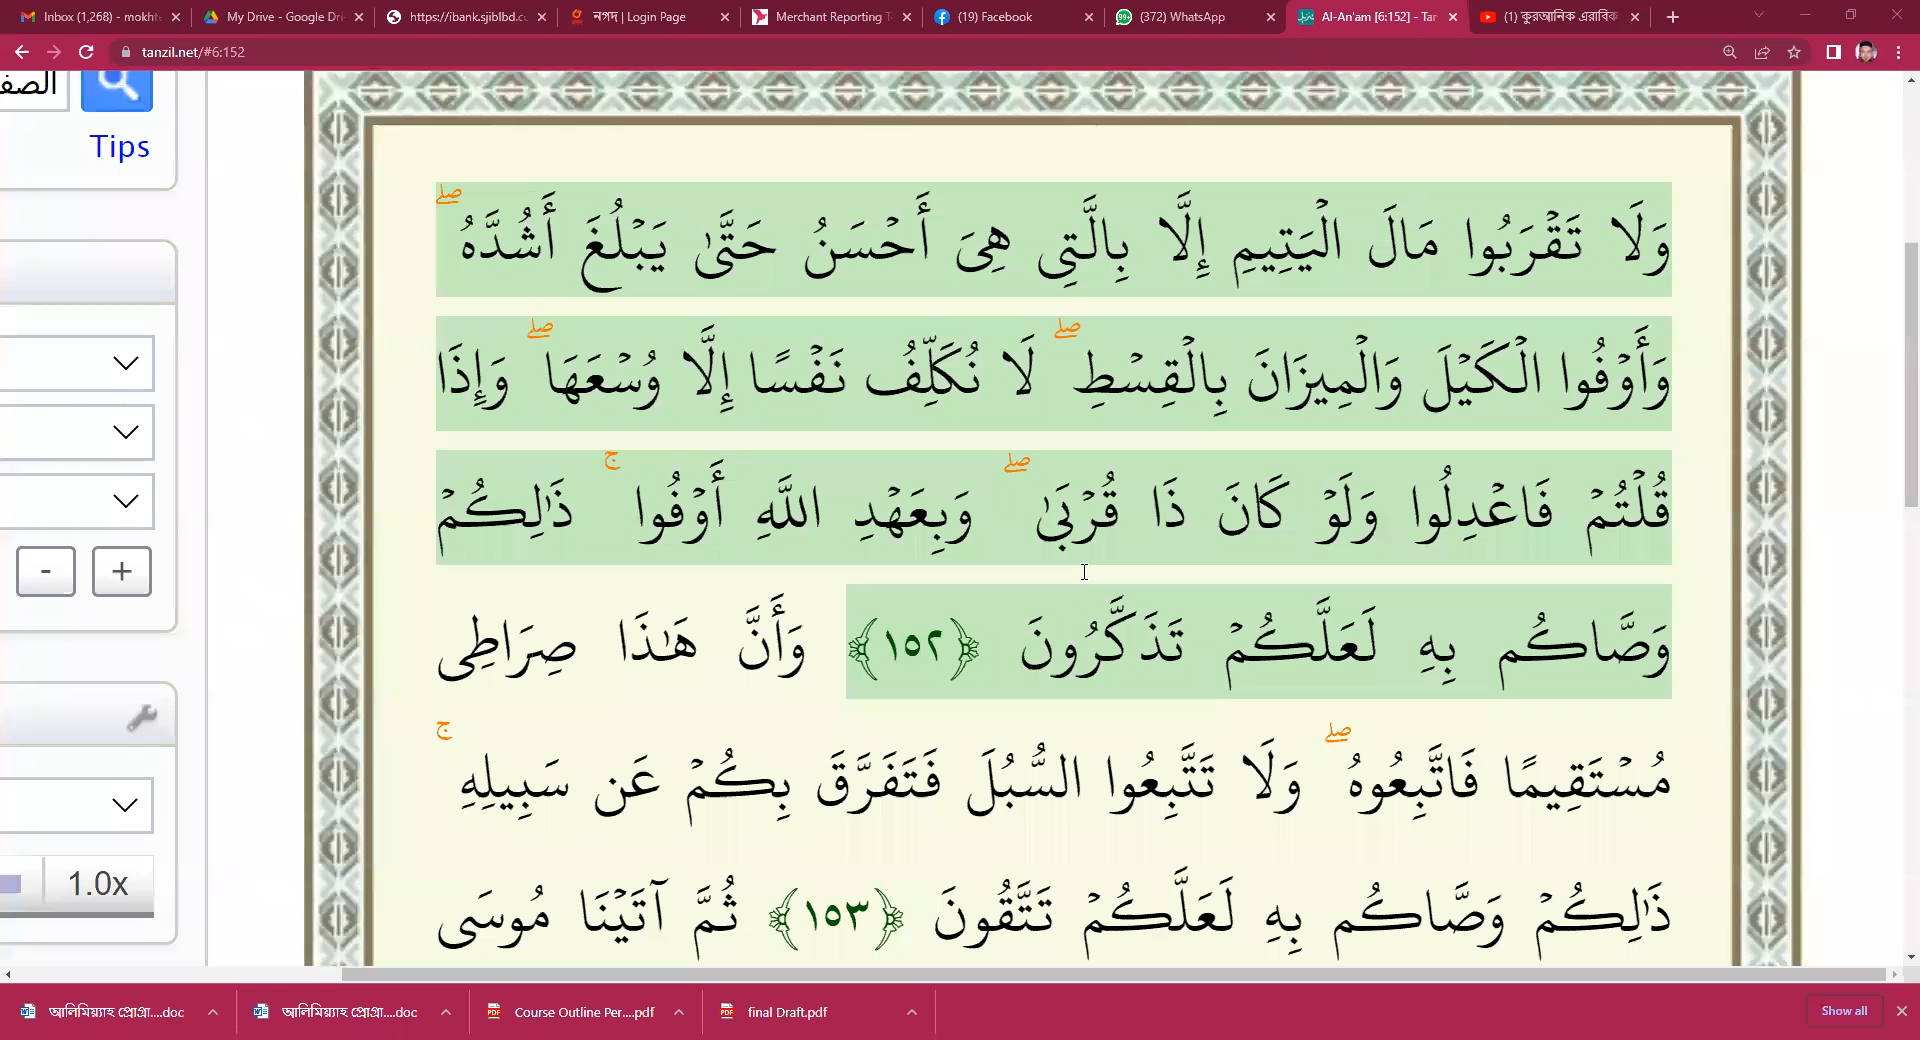 Inbox (1,268) - mokht
My Drive - Google Dri
https://ibank.sjiblbd.co
নগদ | Login Page
Merchant Reporting T
(19) Facebook
(372) WhatsApp
Al-An'am [6:152] - Tan
(1) কুরআনিক এরাবিক
tanzil.net/#6:152
الصف
Tips
وَلَا تَقْرَبُوا مَالَ الْيَتِيمِ إِلَّا بِالَّتِي هِيَ أَحْسَنُ حَتَّىٰ يَبْلُغَ أَشُدَّهُ ۖ
وَأَوْفُوا الْكَيْلَ وَالْمِيزَانَ بِالْقِسْطِ ۖ لَا نُكَلِّفُ نَفْسًا إِلَّا وُسْعَهَا ۖ وَإِذَا
قُلْتُمْ فَاعْدِلُوا وَلَوْ كَانَ ذَا قُرْبَىٰ ۖ وَبِعَهْدِ اللَّهِ أَوْفُوا ۚ ذَٰلِكُمْ
وَصَّاكُم بِهِ لَعَلَّكُمْ تَذَكَّرُونَ ﴿١٥٢﴾ وَأَنَّ هَـٰذَا صِرَاطِي
مُسْتَقِيمًا فَاتَّبِعُوهُ ۖ وَلَا تَتَّبِعُوا السُّبُلَ فَتَفَرَّقَ بِكُمْ عَن سَبِيلِهِ ۚ
ذَٰلِكُمْ وَصَّاكُم بِهِ لَعَلَّكُمْ تَتَّقُونَ ﴿١٥٣﴾ ثُمَّ آتَيْنَا مُوسَى
-
+
1.0x
আলিমিয়্যাহ প্রোগ্রা....doc
আলিমিয়্যাহ প্রোগ্রা....doc
Course Outline Per....pdf
final Draft.pdf
Show all